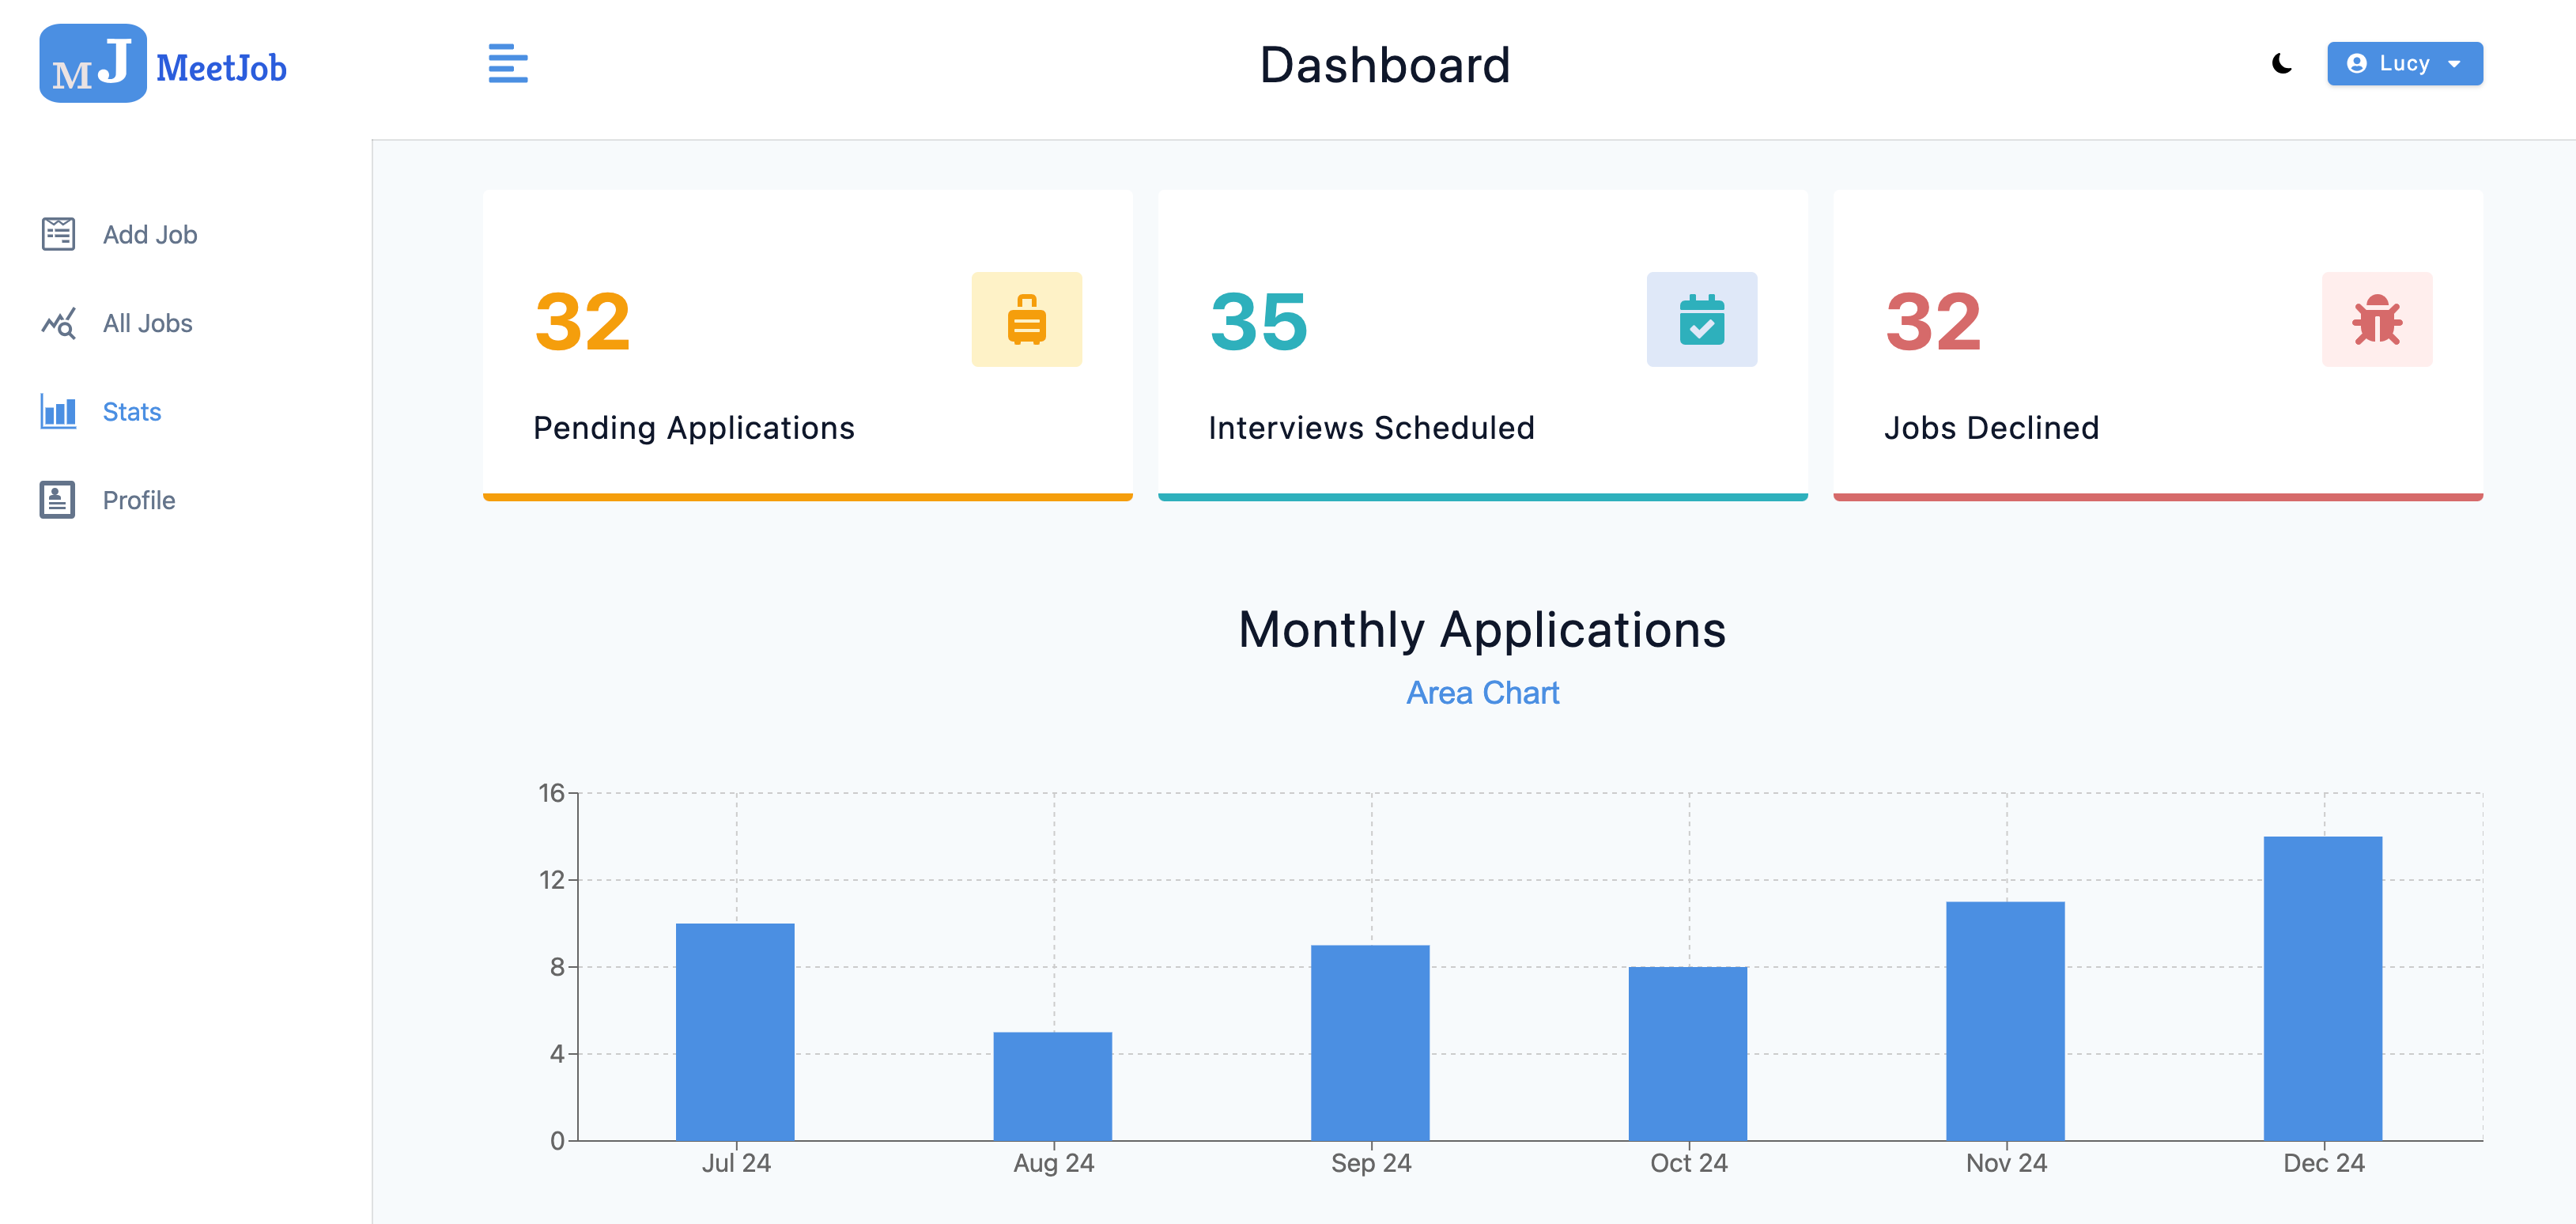 MJ MeetJob
Dashboard
Lucy
Add Job
All Jobs
Stats
Profile
32
Pending Applications
35
Interviews Scheduled
32
Jobs Declined
Monthly Applications
Area Chart
16
12
8
4
0
Jul 24
Aug 24
Sep 24
Oct 24
Nov 24
Dec 24